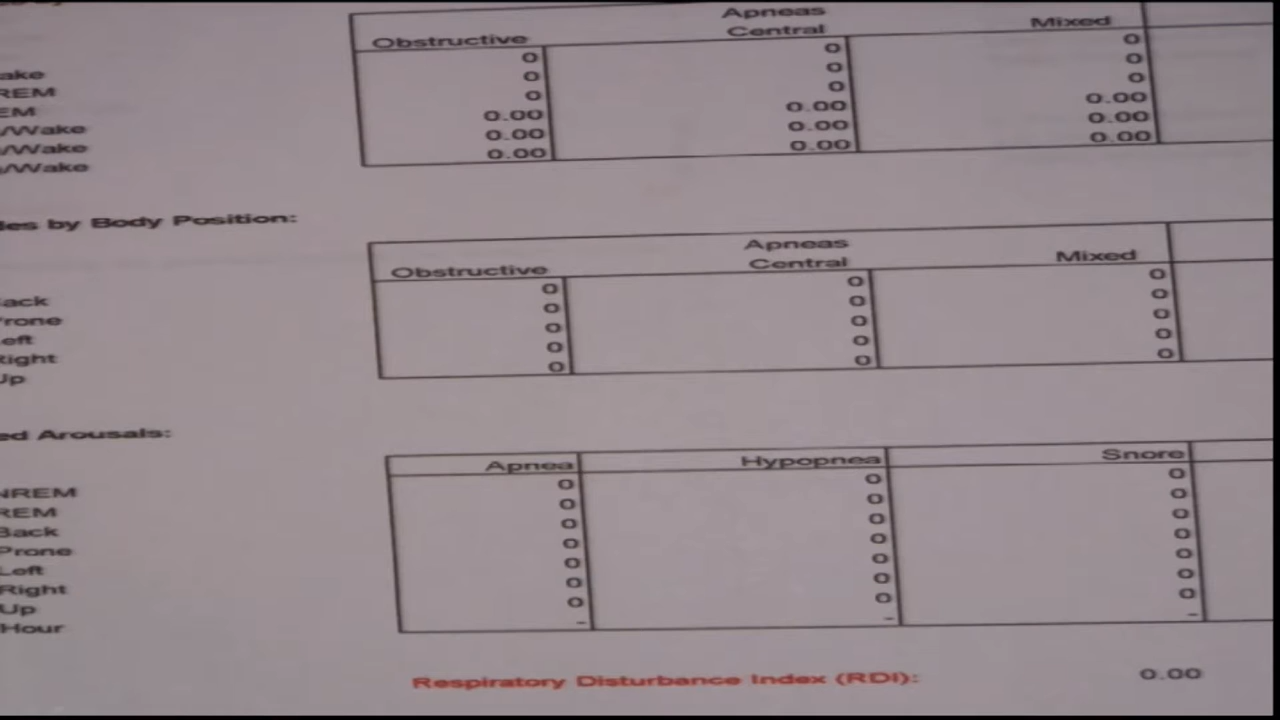 Apneas
Obstructive Central Mixed
0 0 0
ake 0 0 0
REM 0 0 0
EM 0.00 0.00 0.00
/Wake 0.00 0.00 0.00
/Wake 0.00 0.00 0.00
/Wake
les by Body Position:
Apneas
Obstructive Central Mixed
0 0 0
ack 0 0 0
rone 0 0 0
eft 0 0 0
Right 0 0 0
Up
ed Arousals:
Apnea Hypopnea Snore
0 0 0
NREM 0 0 0
REM 0 0 0
Back 0 0 0
Prone 0 0 0
Left 0 0 0
Right 0 0 0
Up - - -
Hour
Respiratory Disturbance Index (RDI): 0.00